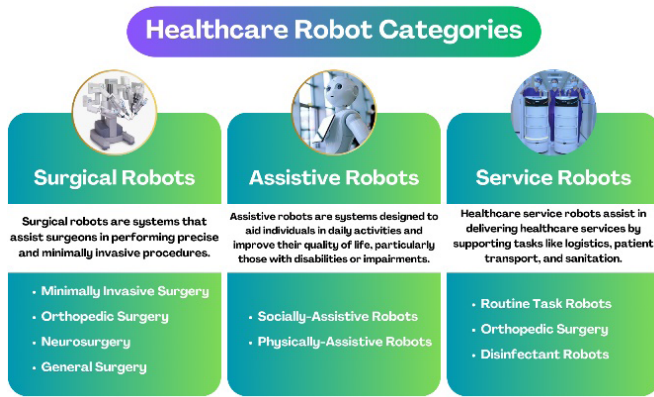 Healthcare Robot Categories
Surgical Robots
Surgical robots are systems that
assist surgeons in performing precise
and minimally invasive procedures.
• Minimally Invasive Surgery
• Orthopedic Surgery
• Neurosurgery
• General Surgery
Assistive Robots
Assistive robots are systems designed to
aid individuals in daily activities and
improve their quality of life, particularly
those with disabilities or impairments.
• Socially-Assistive Robots
• Physically-Assistive Robots
Service Robots
Healthcare service robots assist in
delivering healthcare services by
supporting tasks like logistics, patient
transport, and sanitation.
• Routine Task Robots
• Orthopedic Surgery
• Disinfectant Robots